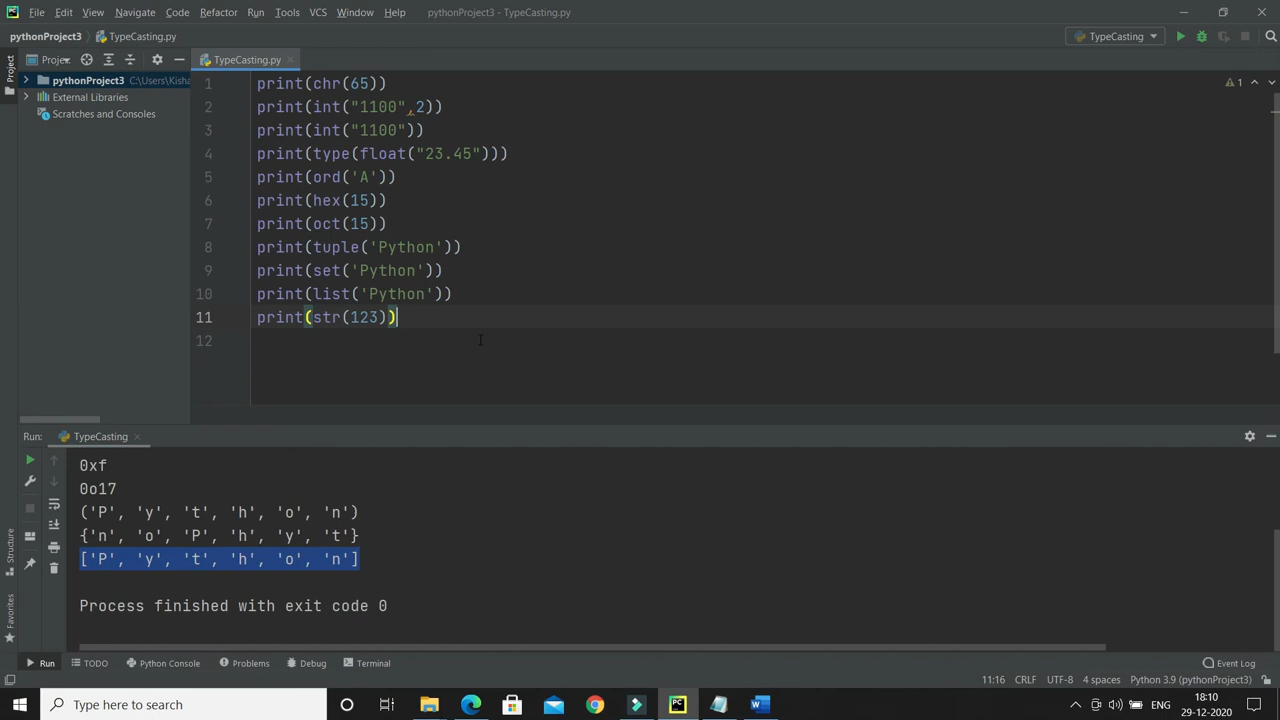 File Edit View Navigate Code Refactor Run Tools VCS Window Help pythonProject3 - TypeCasting.py
pythonProject3 TypeCasting.py TypeCasting
Project Proje... TypeCasting.py
pythonProject3 C:\Users\Kisha
External Libraries
Scratches and Consoles
1 print(chr(65))
2 print(int("1100",2))
3 print(int("1100"))
4 print(type(float("23.45")))
5 print(ord('A'))
6 print(hex(15))
7 print(oct(15))
8 print(tuple('Python'))
9 print(set('Python'))
10 print(list('Python'))
11 print(str(123))
12
1
Run: TypeCasting
0xf
0o17
('P', 'y', 't', 'h', 'o', 'n')
{'n', 'o', 'P', 'h', 'y', 't'}
['P', 'y', 't', 'h', 'o', 'n']
Process finished with exit code 0
Structure
Favorites
Run TODO Python Console Problems Debug Terminal Event Log
11:16 CRLF UTF-8 4 spaces Python 3.9 (pythonProject3)
Type here to search
ENG
18:10
29-12-2020